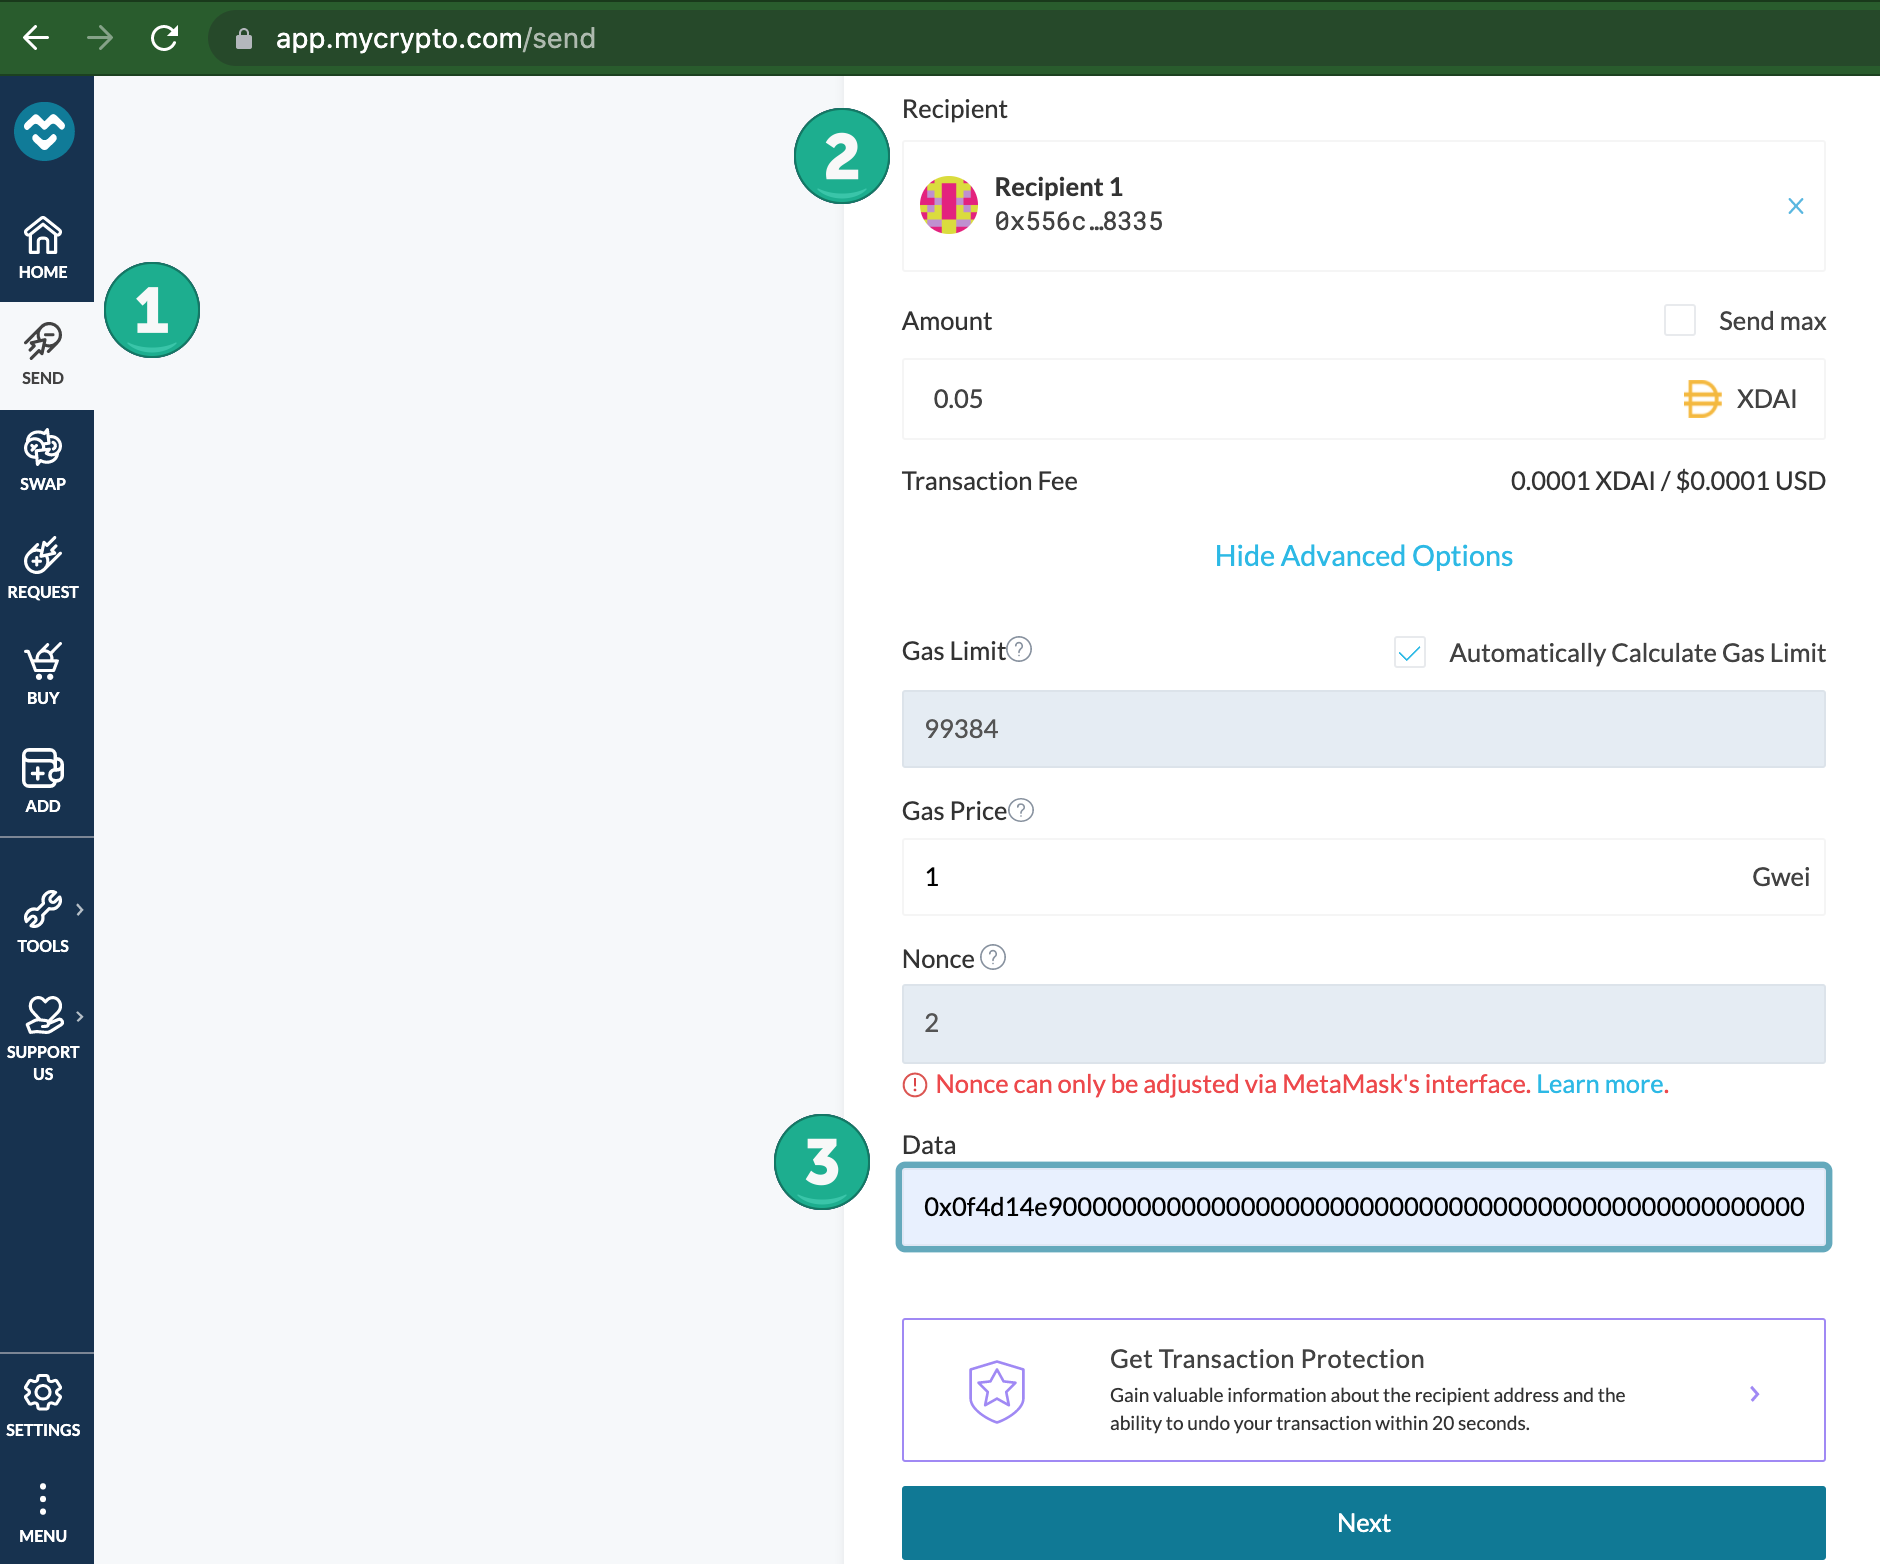 app.mycrypto.com/send
HOME
SEND
SWAP
REQUEST
BUY
ADD
TOOLS
SUPPORT
US
SETTINGS
MENU
1
2
Recipient
Recipient 1
0x556c…8335
Amount
Send max
0.05
XDAI
Transaction Fee
0.0001 XDAI / $0.0001 USD
Hide Advanced Options
Gas Limit
Automatically Calculate Gas Limit
99384
Gas Price
1
Gwei
Nonce
2
Nonce can only be adjusted via MetaMask's interface. Learn more.
3
Data
0x0f4d14e90000000000000000000000000000000000000000000000000
Get Transaction Protection
Gain valuable information about the recipient address and the
ability to undo your transaction within 20 seconds.
Next